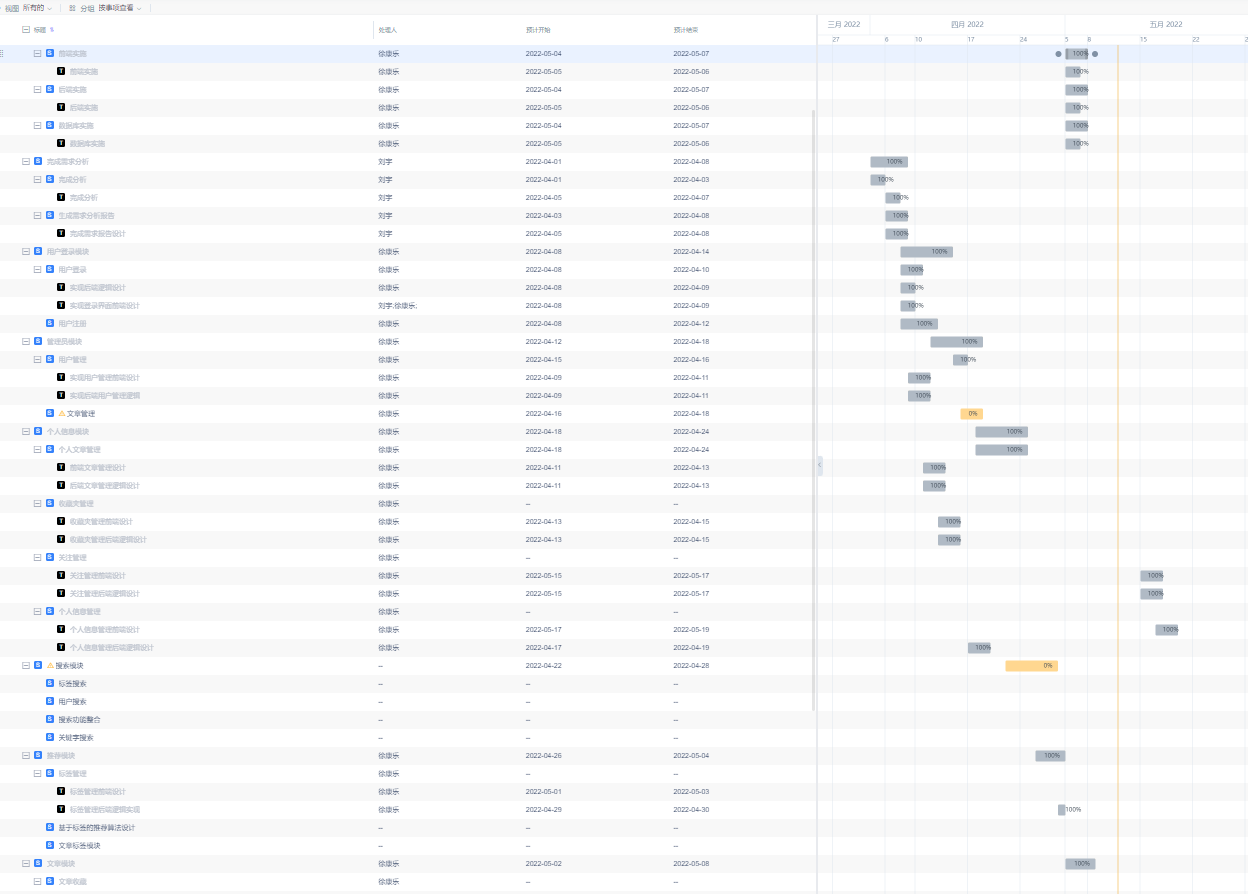 视图 所有的 分组 按事项查看
标题 处理人 预计开始 预计结束 三月 2022 四月 2022 五月 2022
27 6 10 17 24 5 8 15 22 2
S 前端实施 徐康乐 2022-05-04 2022-05-07 100%
T 前端实施 徐康乐 2022-05-05 2022-05-06 100%
S 后端实施 徐康乐 2022-05-04 2022-05-07 100%
T 后端实施 徐康乐 2022-05-05 2022-05-06 100%
S 数据库实施 徐康乐 2022-05-04 2022-05-07 100%
T 数据库实施 徐康乐 2022-05-05 2022-05-06 100%
S 完成需求分析 刘宇 2022-04-01 2022-04-08 100%
S 完成分析 刘宇 2022-04-01 2022-04-03 100%
T 完成分析 刘宇 2022-04-05 2022-04-07 100%
S 生成需求分析报告 刘宇 2022-04-03 2022-04-08 100%
T 完成需求报告设计 刘宇 2022-04-05 2022-04-08 100%
S 用户登录模块 徐康乐 2022-04-08 2022-04-14 100%
S 用户登录 徐康乐 2022-04-08 2022-04-10 100%
T 实现后端逻辑设计 徐康乐 2022-04-08 2022-04-09 100%
T 实现登录界面前端设计 刘宇;徐康乐; 2022-04-08 2022-04-09 100%
S 用户注册 徐康乐 2022-04-08 2022-04-12 100%
S 管理员模块 徐康乐 2022-04-12 2022-04-18 100%
S 用户管理 徐康乐 2022-04-15 2022-04-16 100%
T 实现用户管理前端设计 徐康乐 2022-04-09 2022-04-11 100%
T 实现后端用户管理逻辑 徐康乐 2022-04-09 2022-04-11 100%
S 文章管理 徐康乐 2022-04-16 2022-04-18 0%
S 个人信息模块 徐康乐 2022-04-18 2022-04-24 100%
S 个人文章管理 徐康乐 2022-04-18 2022-04-24 100%
T 前端文章管理设计 徐康乐 2022-04-11 2022-04-13 100%
T 后端文章管理逻辑设计 徐康乐 2022-04-11 2022-04-13 100%
S 收藏夹管理 徐康乐 -- --
T 收藏夹管理前端设计 徐康乐 2022-04-13 2022-04-15 100%
T 收藏夹管理后端逻辑设计 徐康乐 2022-04-13 2022-04-15 100%
S 关注管理 徐康乐 -- --
T 关注管理前端设计 徐康乐 2022-05-15 2022-05-17 100%
T 关注管理后端逻辑设计 徐康乐 2022-05-15 2022-05-17 100%
S 个人信息管理 徐康乐 -- --
T 个人信息管理前端设计 徐康乐 2022-05-17 2022-05-19 100%
T 个人信息管理后端逻辑设计 徐康乐 2022-04-17 2022-04-19 100%
S 搜索模块 -- 2022-04-22 2022-04-28 0%
S 标签搜索 -- -- --
S 用户搜索 -- -- --
S 搜索功能整合 -- -- --
S 关键字搜索 -- -- --
S 推荐模块 徐康乐 2022-04-26 2022-05-04 100%
S 标签管理 徐康乐 -- --
T 标签管理前端设计 徐康乐 2022-05-01 2022-05-03
T 标签管理后端逻辑实现 徐康乐 2022-04-29 2022-04-30 100%
S 基于标签的推荐算法设计 -- -- --
S 文章标签模块 -- -- --
S 文章模块 徐康乐 2022-05-02 2022-05-08 100%
S 文章收藏 徐康乐 -- --